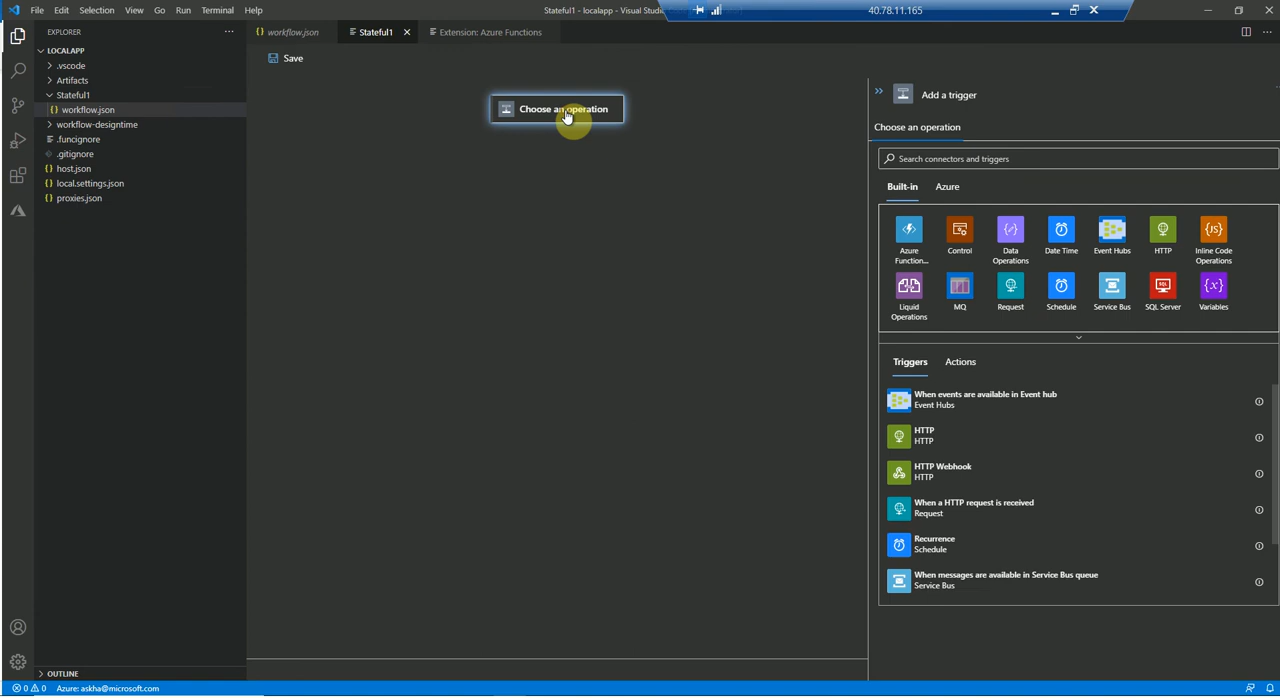 File Edit Selection View Go Run Terminal Help
Stateful1 - localapp - Visual Studi
40.78.11.165
EXPLORER
LOCALAPP
.vscode
Artifacts
Stateful1
workflow.json
workflow-designtime
.funcignore
.gitignore
host.json
local.settings.json
proxies.json
OUTLINE
workflow.json
Stateful1
Extension: Azure Functions
Save
Choose an operation
Add a trigger
Choose an operation
Search connectors and triggers
Built-in Azure
Azure Function...
Control
Data Operations
Date Time
Event Hubs
HTTP
Inline Code Operations
Liquid Operations
MQ
Request
Schedule
Service Bus
SQL Server
Variables
Triggers Actions
When events are available in Event hub
Event Hubs
HTTP
HTTP
HTTP Webhook
HTTP
When a HTTP request is received
Request
Recurrence
Schedule
When messages are available in Service Bus queue
Service Bus
0 0 Azure: askha@microsoft.com